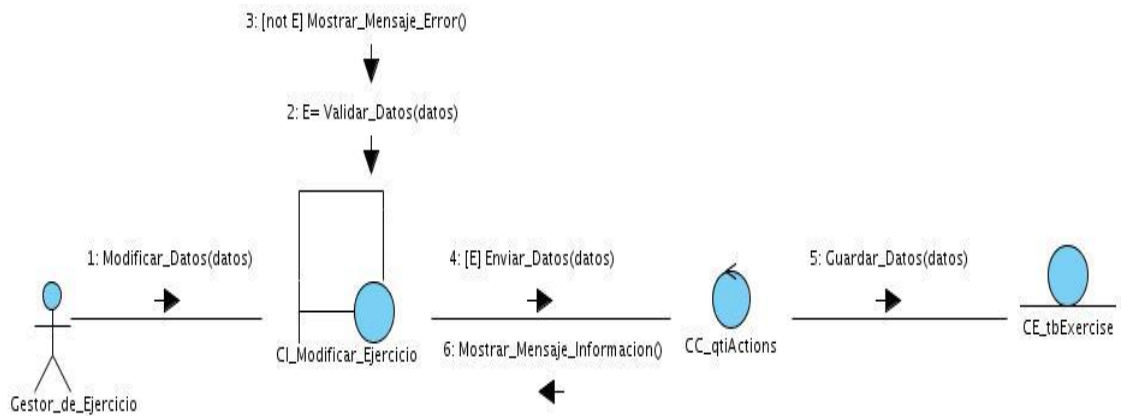 3: [not E] Mostrar_Mensaje_Error()
2: E= Validar_Datos(datos)
1: Modificar_Datos(datos)
4: [E] Enviar_Datos(datos)
5: Guardar_Datos(datos)
CE_tbExercise
CI_Modificar_Ejercicio
6: Mostrar_Mensaje_Informacion()
CC_qtiActions
Gestor_de_Ejercicio